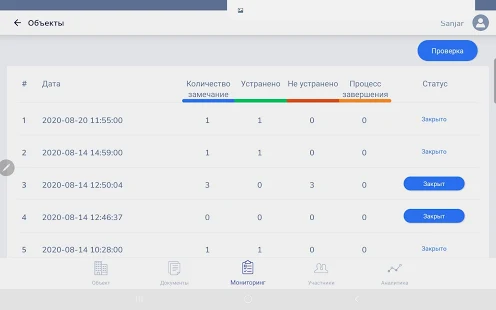 Объекты
Sanjar
Проверка
# Дата Количество замечание Устранено Не устранено Процесс завершения Статус
1 2020-08-20 11:55:00 1 1 0 0 Закрыто
2 2020-08-14 14:59:00 1 1 0 0 Закрыто
3 2020-08-14 12:50:04 3 0 3 0 Закрыт
4 2020-08-14 12:46:37 0 0 0 0 Закрыт
5 2020-08-14 10:28:00 1 1 0 0 Закрыто
Объект Документы Мониторинг Участники Аналитика